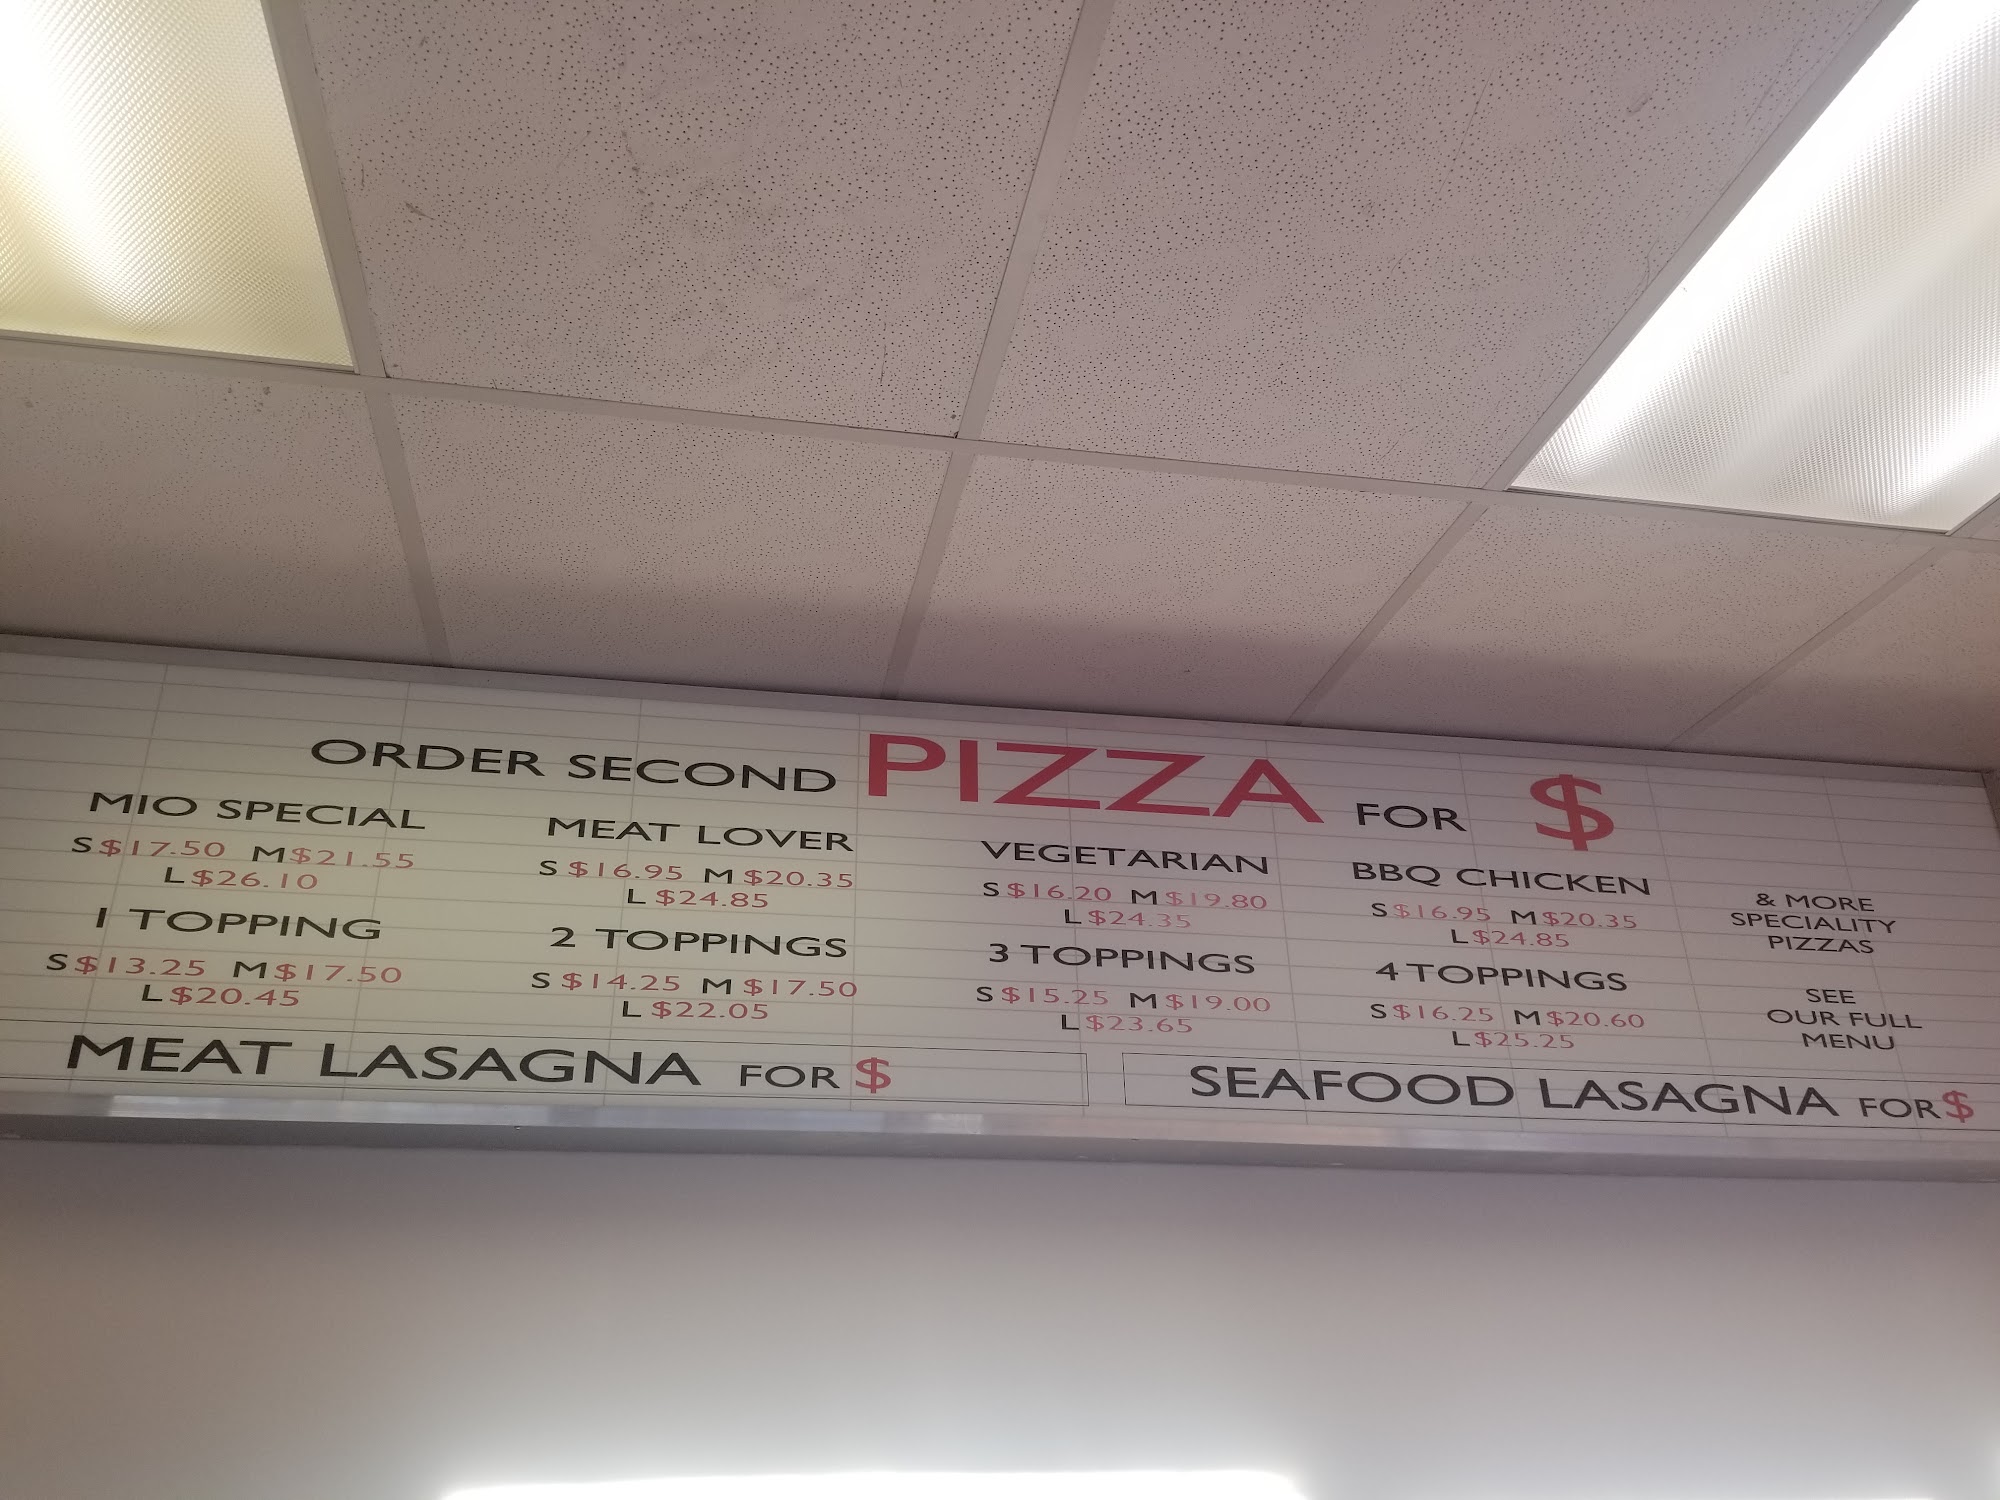 ORDER SECOND PIZZA FOR $
MIO SPECIAL
S $17.50 M $21.55
L $26.10
MEAT LOVER
S $16.95 M $20.35
L $24.85
VEGETARIAN
S $16.20 M $19.80
L $24.35
BBQ CHICKEN
S $16.95 M $20.35
L $24.85
& MORE
SPECIALITY
PIZZAS
1 TOPPING
S $13.25 M $17.50
L $20.45
2 TOPPINGS
S $14.25 M $17.50
L $22.05
3 TOPPINGS
S $15.25 M $19.00
L $23.65
4 TOPPINGS
S $16.25 M $20.60
L $25.25
SEE
OUR FULL
MENU
MEAT LASAGNA FOR $
SEAFOOD LASAGNA FOR $